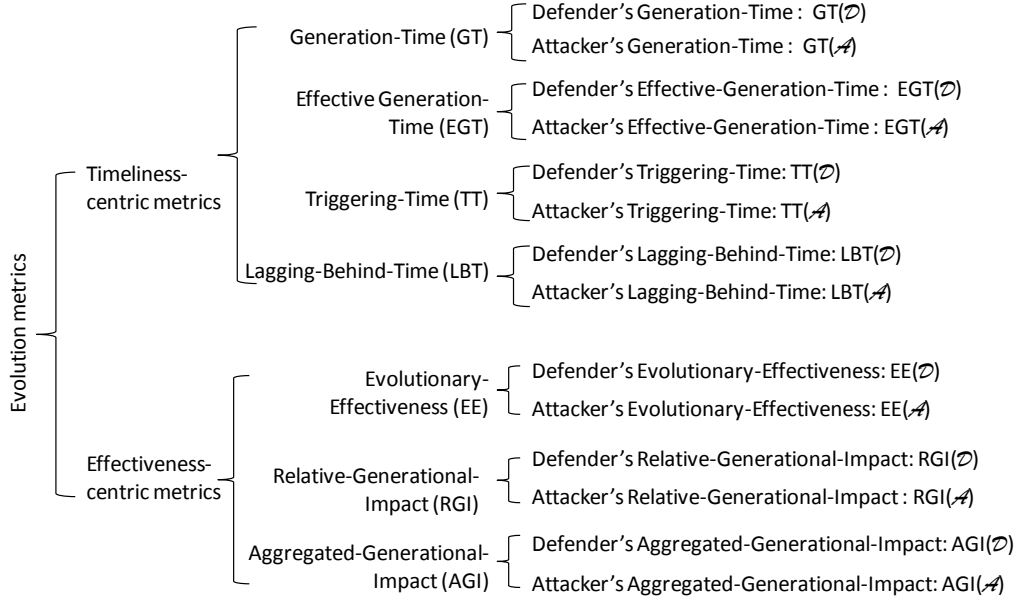 Evolution metrics
Timeliness-
centric metrics
Generation-Time (GT)
Defender's Generation-Time : GT(𝒟)
Attacker's Generation-Time : GT(𝒜)
Effective Generation-
Time (EGT)
Defender's Effective-Generation-Time : EGT(𝒟)
Attacker's Effective-Generation-Time : EGT(𝒜)
Triggering-Time (TT)
Defender's Triggering-Time: TT(𝒟)
Attacker's Triggering-Time: TT(𝒜)
Lagging-Behind-Time (LBT)
Defender's Lagging-Behind-Time: LBT(𝒟)
Attacker's Lagging-Behind-Time: LBT(𝒜)
Effectiveness-
centric metrics
Evolutionary-
Effectiveness (EE)
Defender's Evolutionary-Effectiveness: EE(𝒟)
Attacker's Evolutionary-Effectiveness: EE(𝒜)
Relative-Generational-
Impact (RGI)
Defender's Relative-Generational-Impact: RGI(𝒟)
Attacker's Relative-Generational-Impact : RGI(𝒜)
Aggregated-Generational-
Impact (AGI)
Defender's Aggregated-Generational-Impact: AGI(𝒟)
Attacker's Aggregated-Generational-Impact: AGI(𝒜)